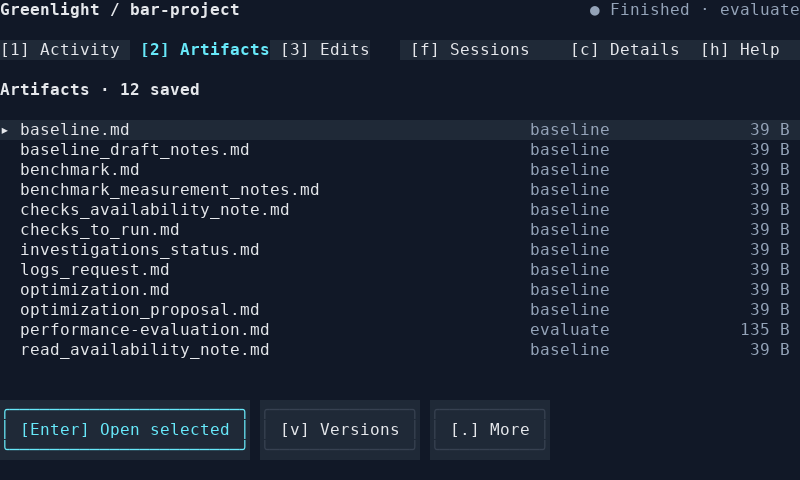 Greenlight / bar-project ● Finished · evaluate
[1] Activity [2] Artifacts [3] Edits [f] Sessions [c] Details [h] Help
Artifacts · 12 saved
▸ baseline.md baseline 39 B
baseline_draft_notes.md baseline 39 B
benchmark.md baseline 39 B
benchmark_measurement_notes.md baseline 39 B
checks_availability_note.md baseline 39 B
checks_to_run.md baseline 39 B
investigations_status.md baseline 39 B
logs_request.md baseline 39 B
optimization.md baseline 39 B
optimization_proposal.md baseline 39 B
performance-evaluation.md evaluate 135 B
read_availability_note.md baseline 39 B
[Enter] Open selected [v] Versions [.] More